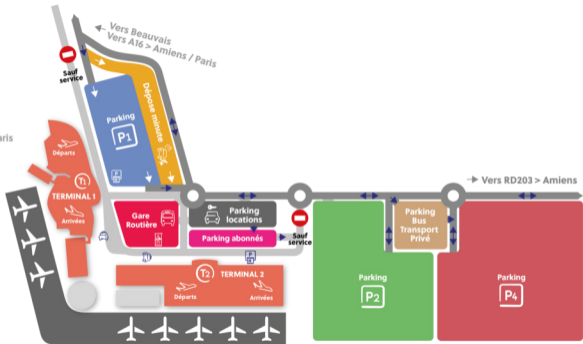 Vers Beauvais
Vers A16 > Amiens / Paris
Sauf
service
Dépose minute
Parking
P1
aris
Départs
T1
TERMINAL 1
Arrivées
Vers RD203 > Amiens
Gare
Routière
Parking
locations
Parking abonnés
Sauf
service
Parking
Bus
Transport
Privé
Parking
P2
Parking
P4
T2 TERMINAL 2
Départs
Arrivées